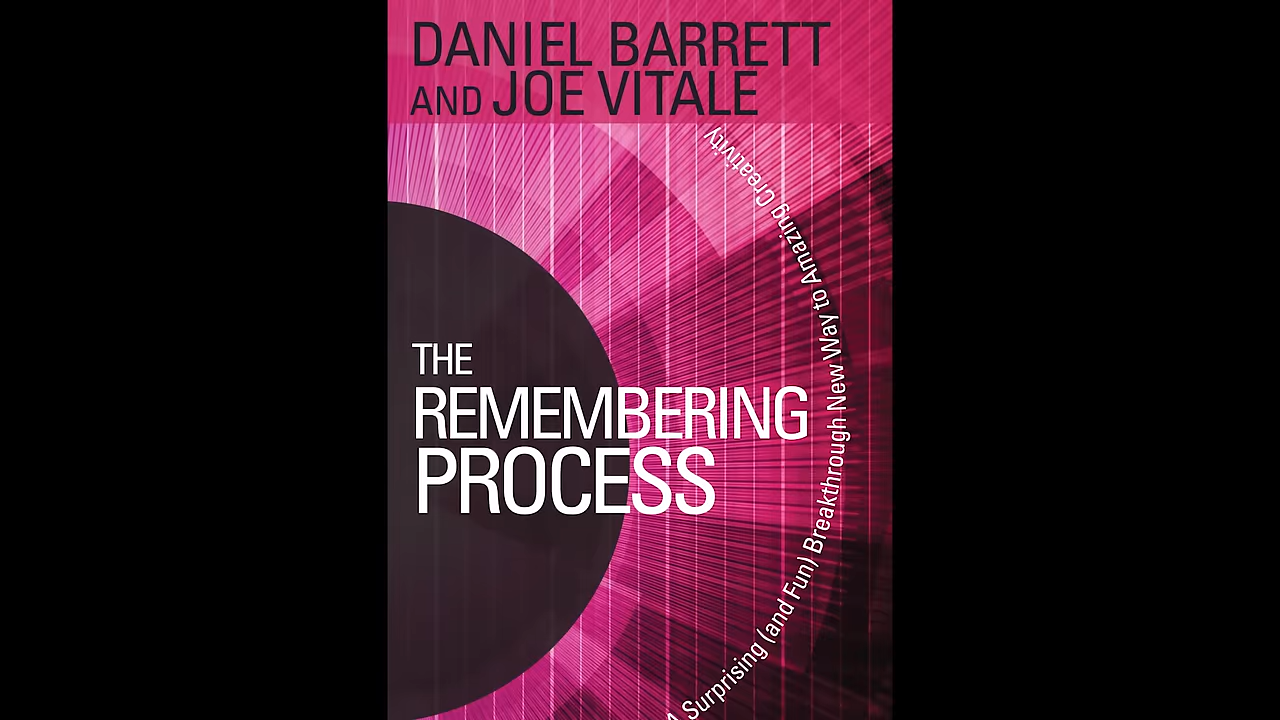 DANIEL BARRETT
AND JOE VITALE
THE
REMEMBERING
PROCESS
A Surprising (and Fun) Breakthrough New Way to Amazing Creativity